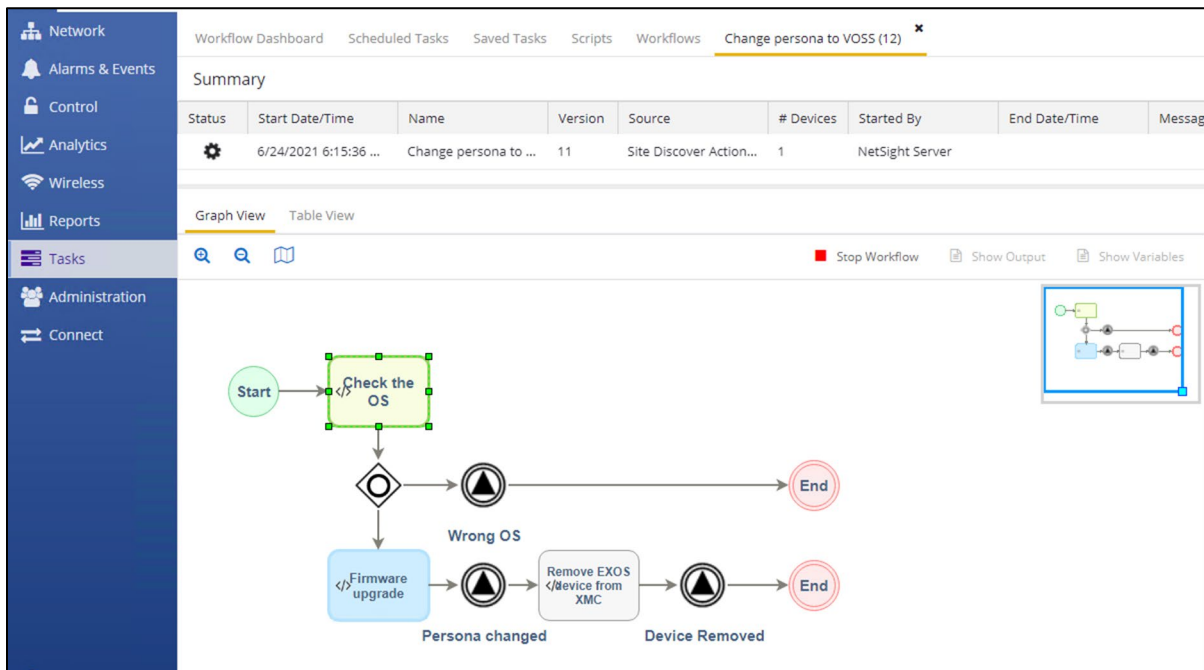 Network
Alarms & Events
Control
Analytics
Wireless
Reports
Tasks
Administration
Connect
Workflow Dashboard Scheduled Tasks Saved Tasks Scripts Workflows Change persona to VOSS (12)
Summary
Status Start Date/Time Name Version Source # Devices Started By End Date/Time Messag
6/24/2021 6:15:36 ... Change persona to ... 11 Site Discover Action... 1 NetSight Server
Graph View Table View
Stop Workflow Show Output Show Variables
Start
Check the
OS
End
Wrong OS
Firmware
upgrade
Remove EXOS
device from
XMC
End
Persona changed
Device Removed